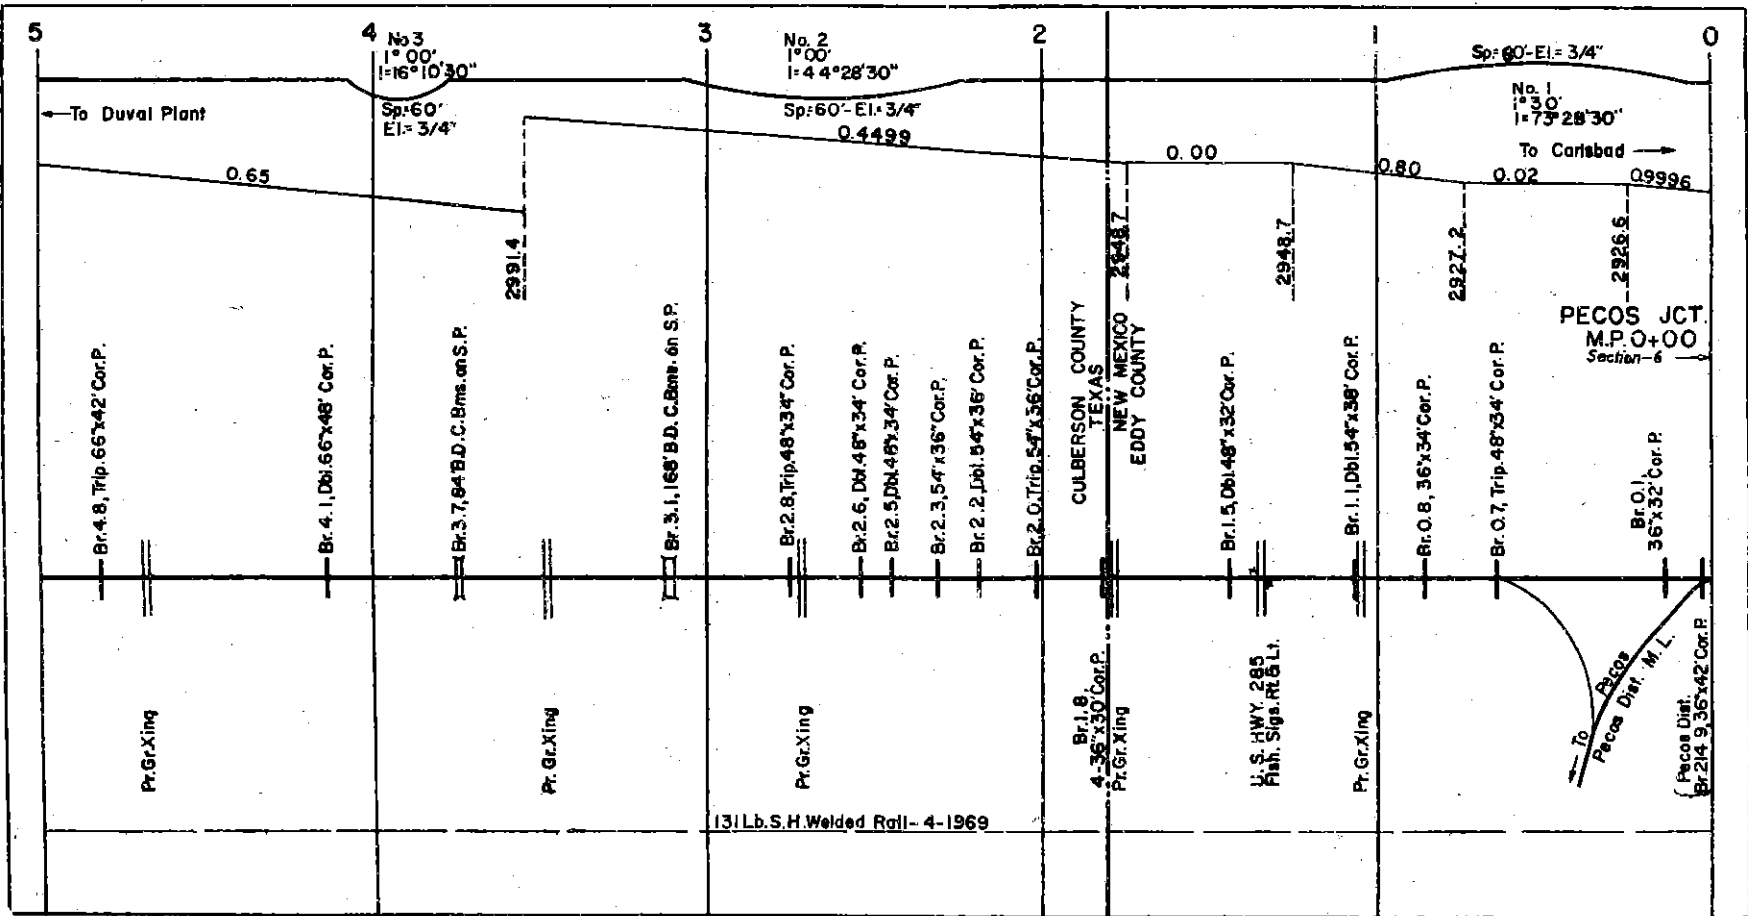 5
4
3
2
1
0
No 3
1° 00'
I=16° 10' 30"
Sp=60'
El.= 3/4"
No. 2
1° 00'
I=44° 28' 30"
Sp=60'-El.=3/4"
Sp=60'-El.= 3/4"
No. 1
1° 30'
I=73° 28' 30"
←To Duval Plant
To Carlsbad →
0.65
0.4499
0.00
0.80
0.02
0.9996
2991.4
2948.7
2948.7
2927.2
2926.6
PECOS JCT.
M.P. 0+00
Section-6 →
Br.4.8, Trip. 66"x42' Cor.P.
Br.4.1, Dbl.66"x48' Cor.P.
Br.3.7, 84' B.D.C.Bms.on S.P.
Br.3.1, 168' B.D.C.Bms. on S.P.
Br.2.8, Trip.48"x34' Cor.P.
Br.2.6, Dbl.48"x34' Cor.P.
Br.2.5, Dbl.48"x34' Cor.P.
Br.2.3, 54"x36' Cor.P.
Br.2.2, Dbl.54"x36' Cor.P.
Br.2.0, Trip.54"x36' Cor.P.
CULBERSON COUNTY
TEXAS
NEW MEXICO
EDDY COUNTY
Br.1.5, Dbl.48"x32' Cor.P.
Br.1.1, Dbl.54"x38' Cor.P.
Br.0.8, 36"x34' Cor.P.
Br.0.7, Trip.48"x34' Cor.P.
Br.0.1,
36"x32' Cor.P.
Pr.Gr.Xing
Pr.Gr.Xing
Pr.Gr.Xing
Br.1.8,
4-36"x30' Cor.P.
Pr.Gr.Xing
U.S. HWY. 285
Flsh. Sigs. Rt.& Lt.
Pr.Gr.Xing
← To Pecos
Pecos Dist. M.L.
Pecos Dist.
Br.214.9, 36"x42' Cor.P.
131 Lb.S.H.Welded Rail-4-1969